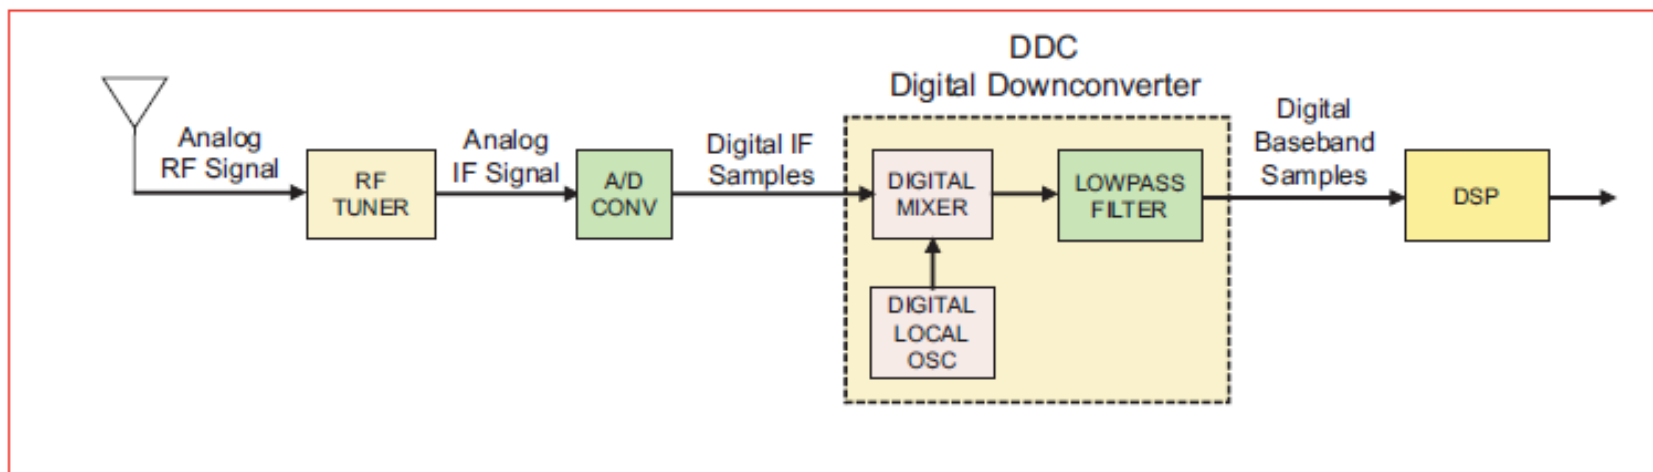 DDC
Digital Downconverter
Analog
RF Signal
Analog
IF Signal
Digital IF
Samples
Digital
Baseband
Samples
RF
TUNER
A/D
CONV
DIGITAL
MIXER
LOWPASS
FILTER
DSP
DIGITAL
LOCAL
OSC